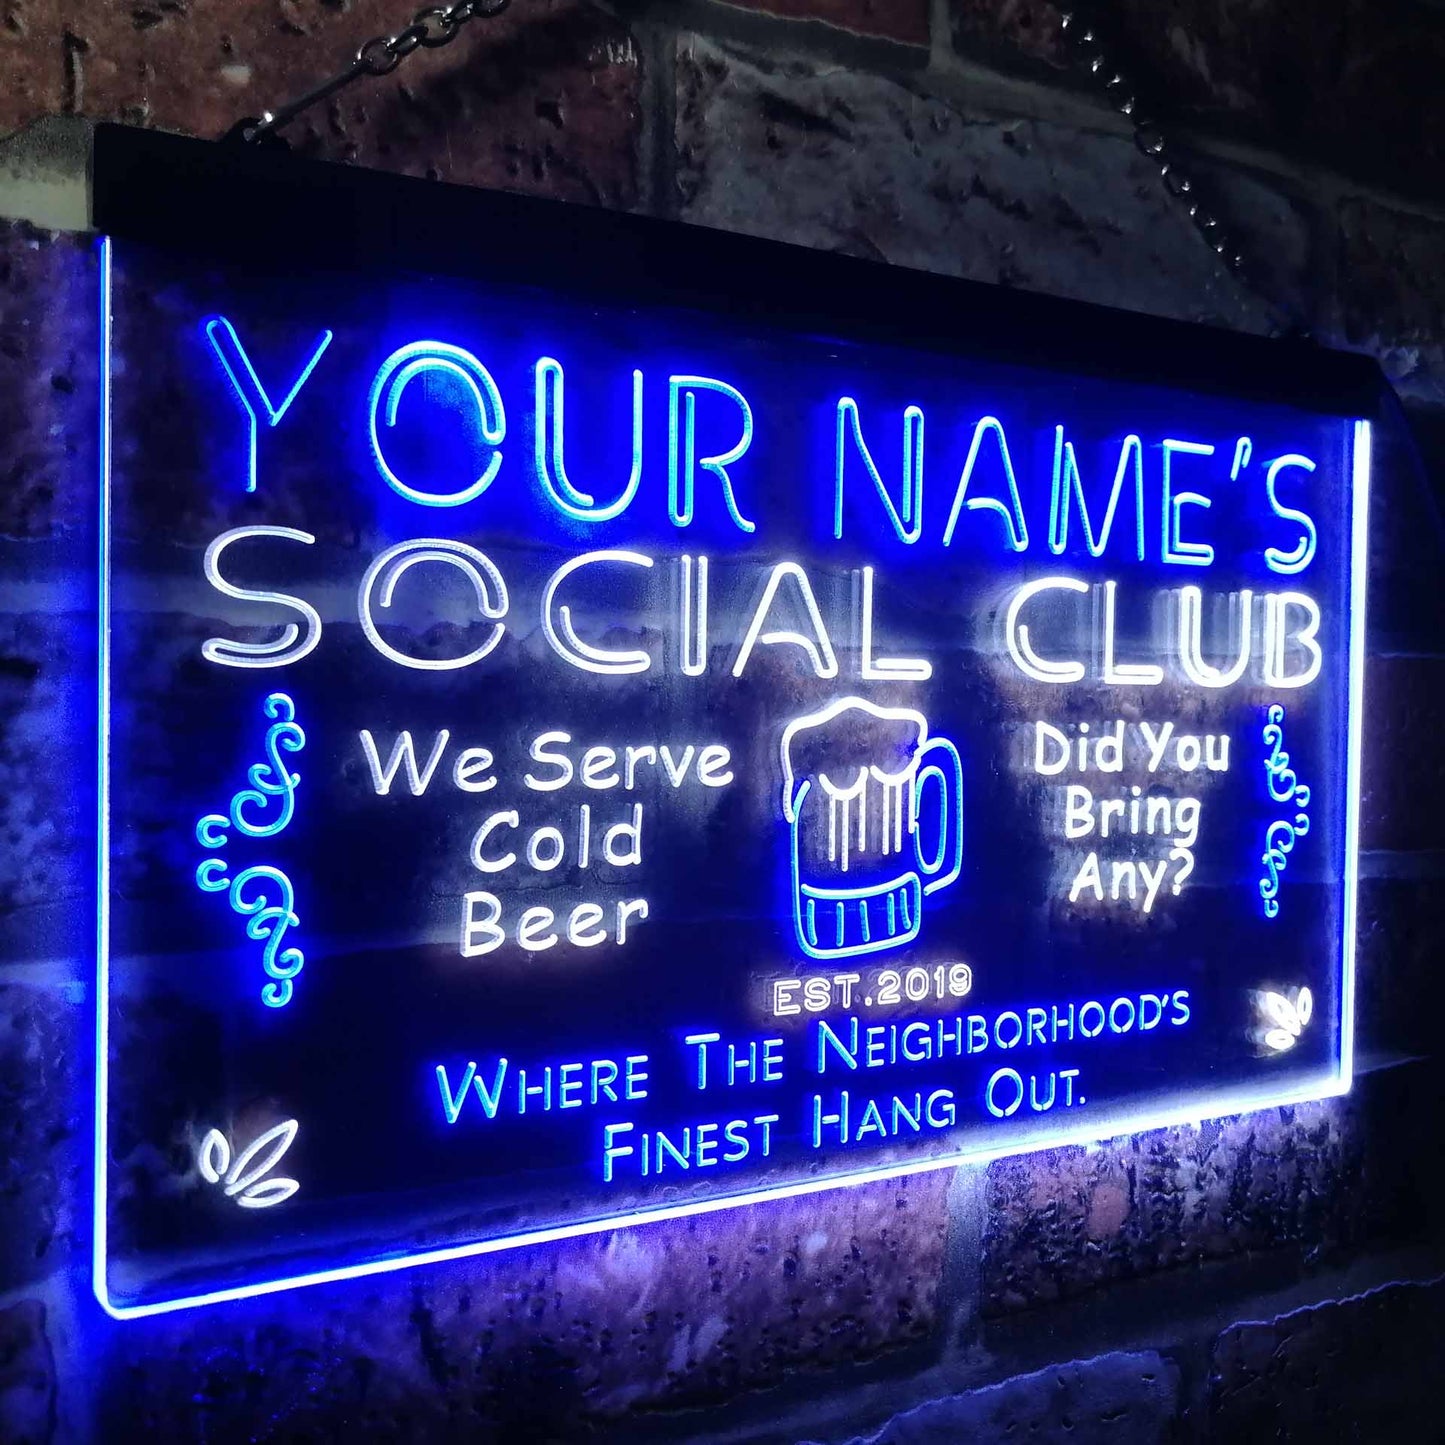 YOUR NAME'S
SOCIAL CLUB
We Serve
Cold
Beer
Did You
Bring
Any?
EST.2019
WHERE THE NEIGHBORHOOD'S
FINEST HANG OUT.